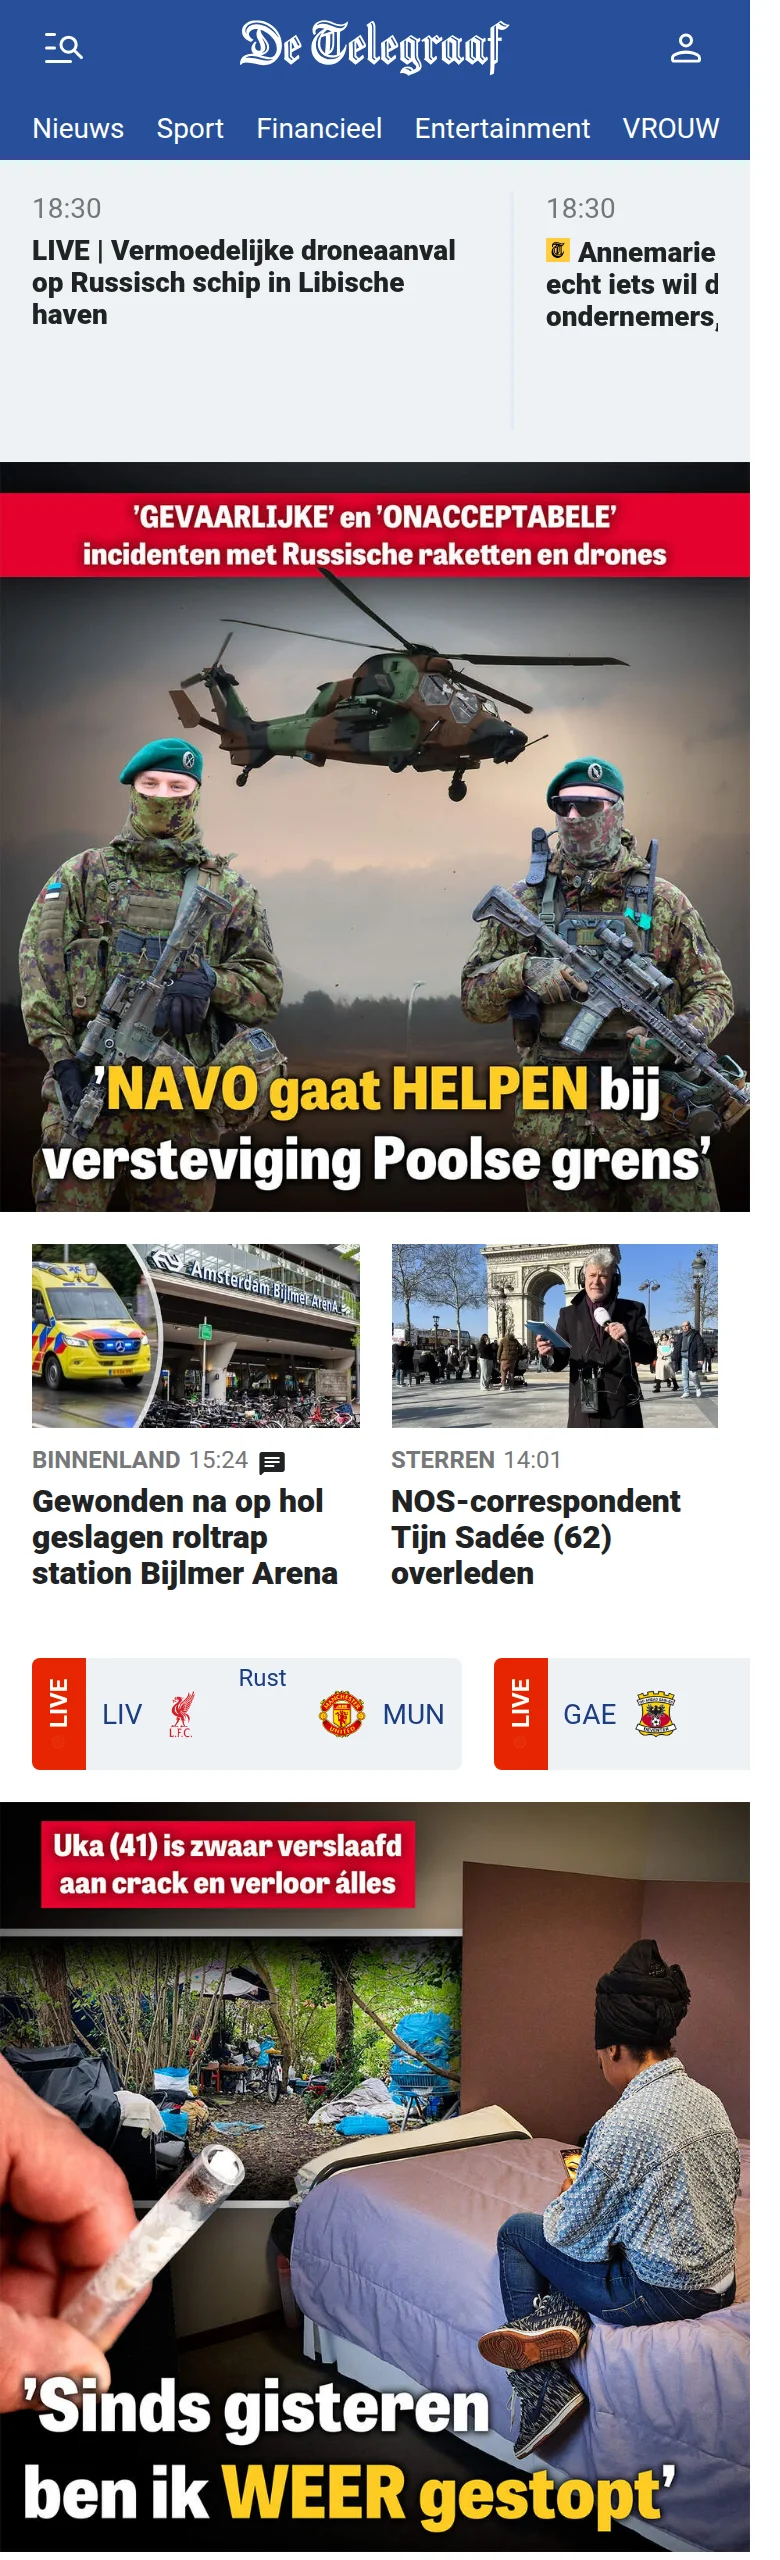 De Telegraaf
Nieuws Sport Financieel Entertainment VROUW
18:30
LIVE | Vermoedelijke droneaanval
op Russisch schip in Libische
haven
18:30
Annemarie
echt iets wil d
ondernemers,
'GEVAARLIJKE' en 'ONACCEPTABELE'
incidenten met Russische raketten en drones
'NAVO gaat HELPEN bij
versteviging Poolse grens'
Amsterdam Bijlmer ArenA
BINNENLAND 15:24
Gewonden na op hol
geslagen roltrap
station Bijlmer Arena
STERREN 14:01
NOS-correspondent
Tijn Sadée (62)
overleden
LIVE
LIV
L.F.C.
Rust
MANCHESTER
UNITED
MUN
LIVE
GAE
Uka (41) is zwaar verslaafd
aan crack en verloor álles
'Sinds gisteren
ben ik WEER gestopt'